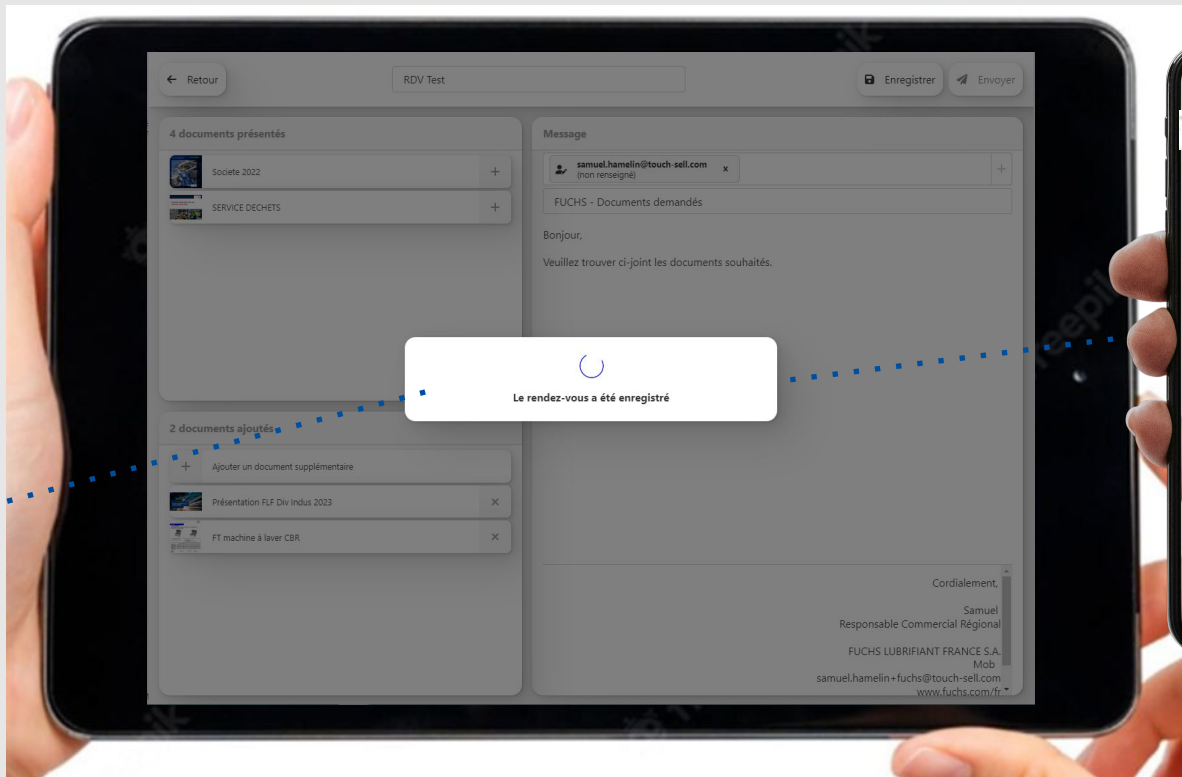 Retour
RDV Test
Enregistrer
Envoyer
4 documents présentés
Societe 2022
SERVICE DECHETS
Message
samuel.hamelin@touch-sell.com
(non renseigné)
FUCHS - Documents demandés
Bonjour,
Veuillez trouver ci-joint les documents souhaités.
Le rendez-vous a été enregistré
2 documents ajoutés
Ajouter un document supplémentaire
Présentation FLF Div Indus 2023
FT machine à laver CBR
Cordialement,
Samuel
Responsable Commercial Régional
FUCHS LUBRIFIANT FRANCE S.A.
Mob
samuel.hamelin+fuchs@touch-sell.com
www.fuchs.com/fr